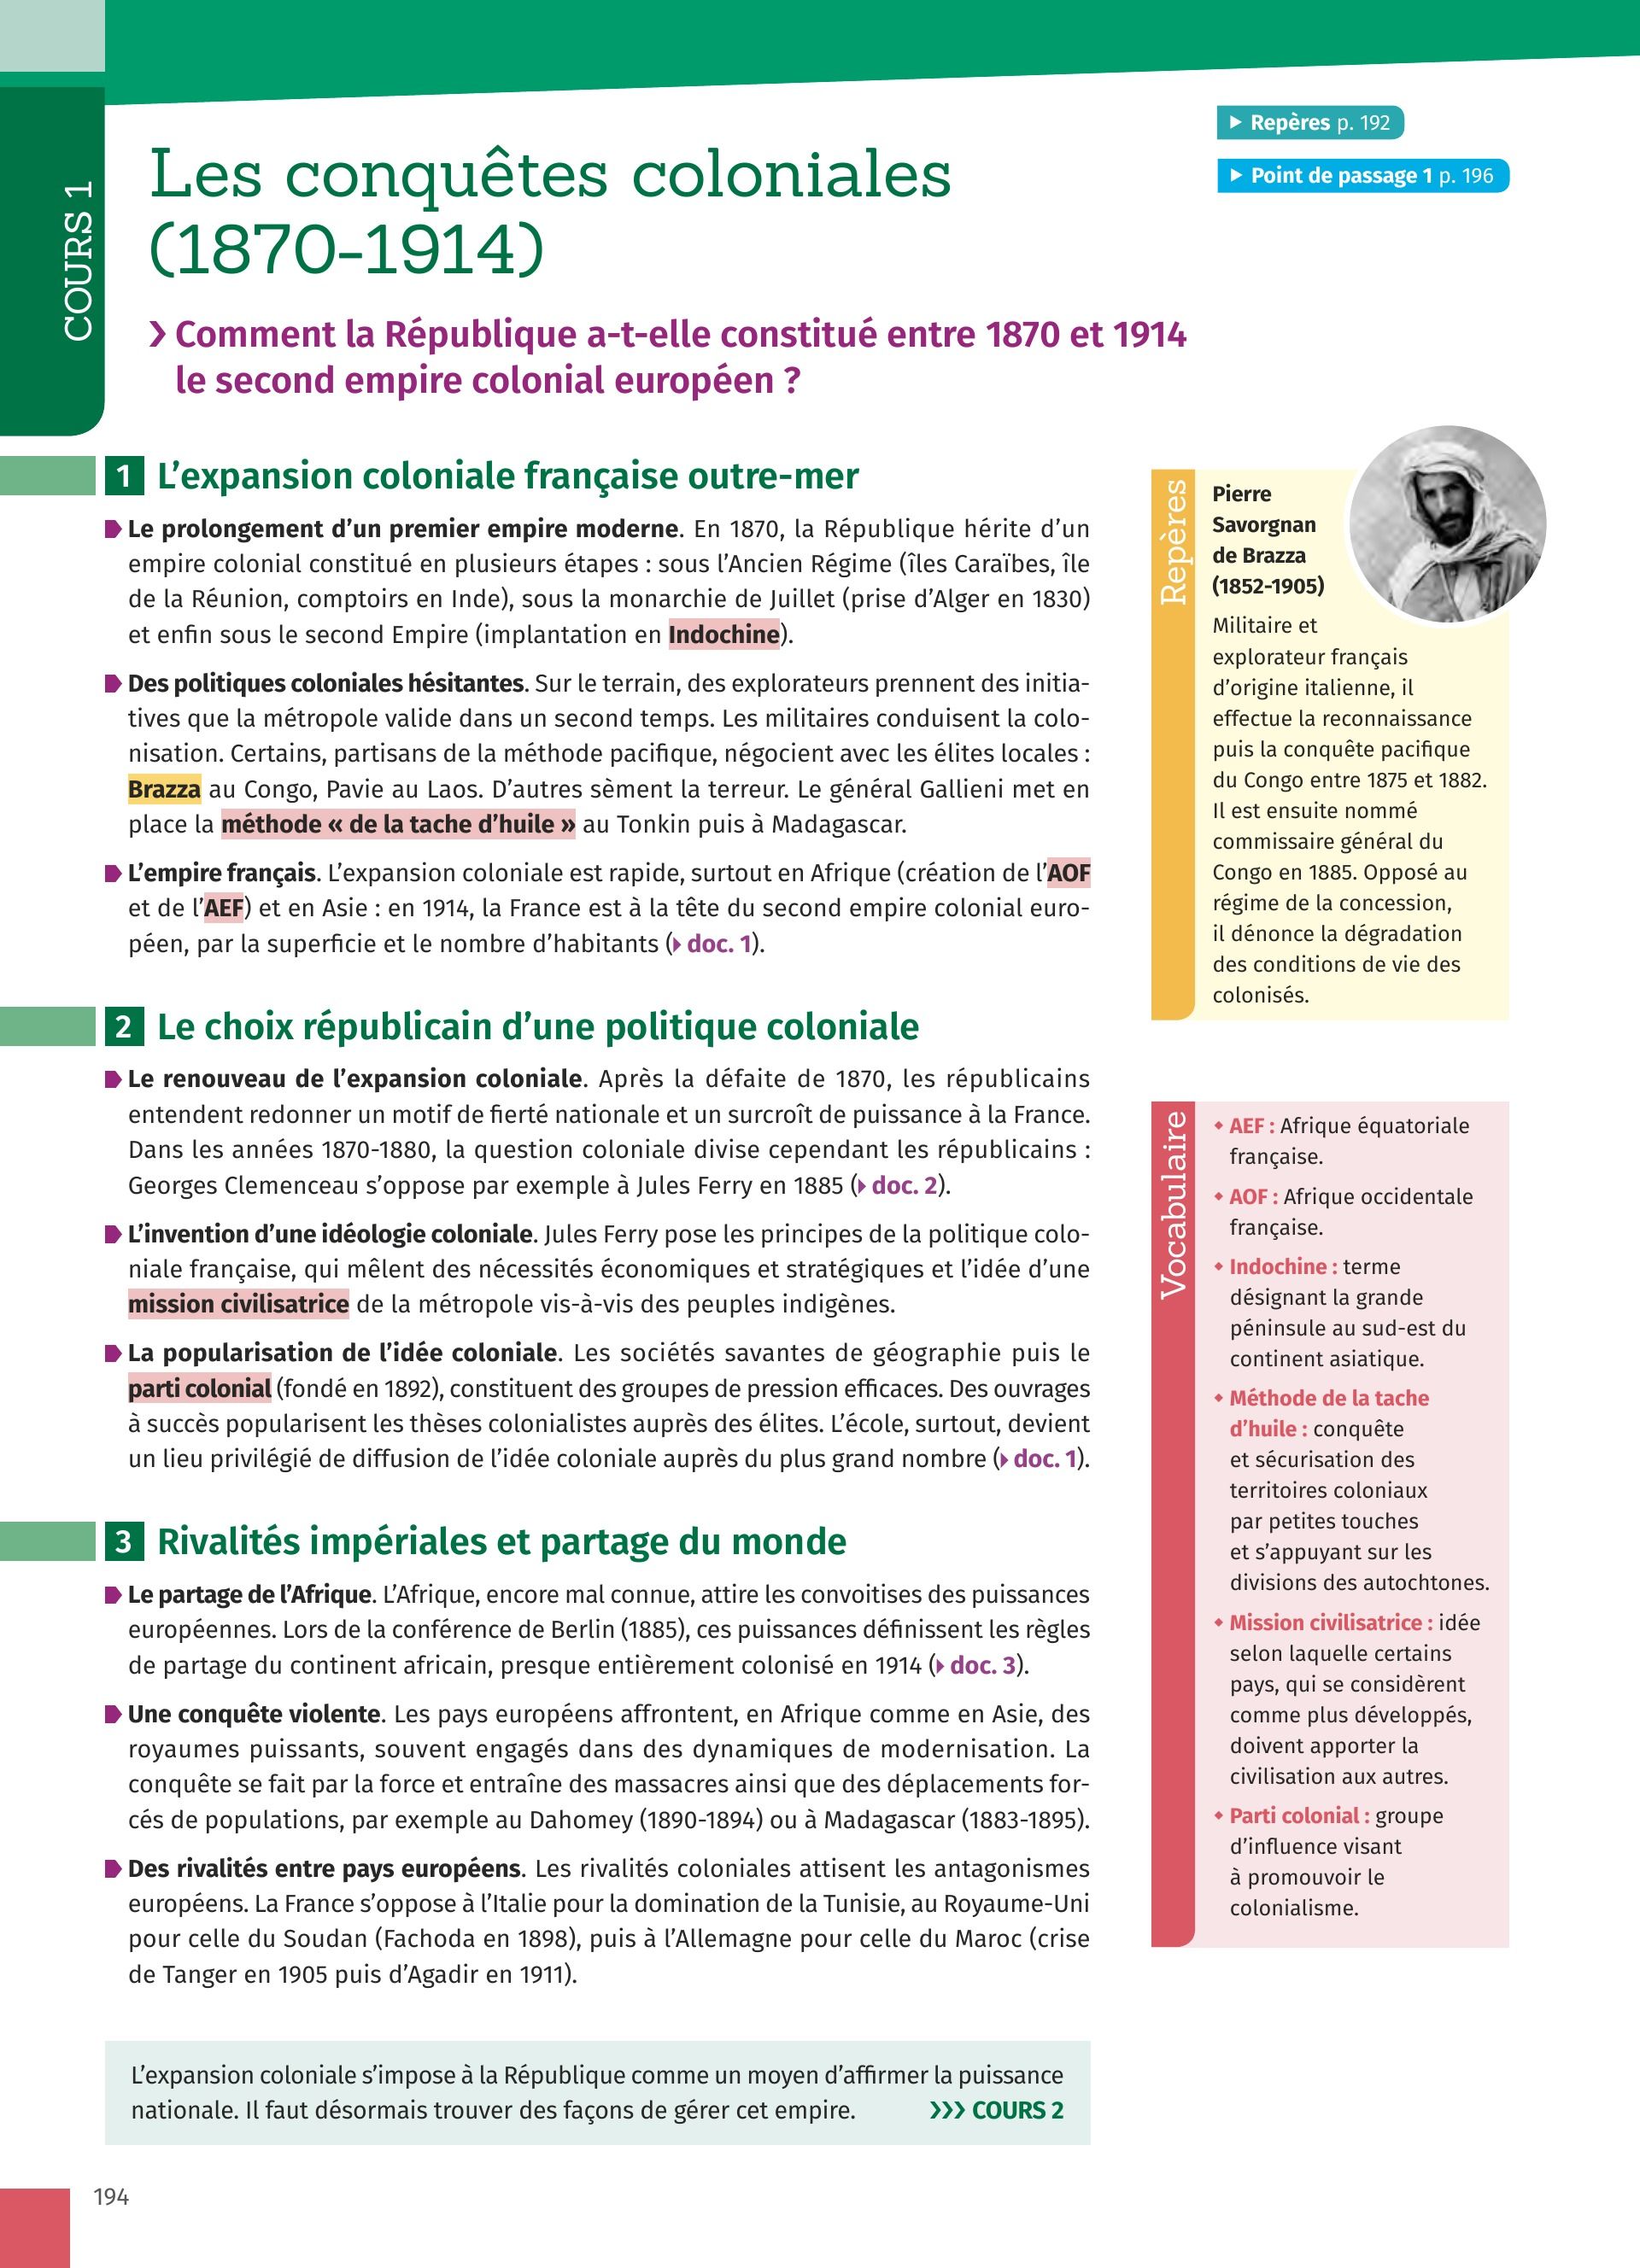 COURS 1
▶ Repères p. 192
▶ Point de passage 1 p. 196
Les conquêtes coloniales
(1870-1914)
❯ Comment la République a-t-elle constitué entre 1870 et 1914
le second empire colonial européen ?
1 L’expansion coloniale française outre-mer
Le prolongement d’un premier empire moderne. En 1870, la République hérite d’un
empire colonial constitué en plusieurs étapes : sous l’Ancien Régime (îles Caraïbes, île
de la Réunion, comptoirs en Inde), sous la monarchie de Juillet (prise d’Alger en 1830)
et enfin sous le second Empire (implantation en Indochine).
Des politiques coloniales hésitantes. Sur le terrain, des explorateurs prennent des initia-
tives que la métropole valide dans un second temps. Les militaires conduisent la colo-
nisation. Certains, partisans de la méthode pacifique, négocient avec les élites locales :
Brazza au Congo, Pavie au Laos. D’autres sèment la terreur. Le général Gallieni met en
place la méthode « de la tache d’huile » au Tonkin puis à Madagascar.
L’empire français. L’expansion coloniale est rapide, surtout en Afrique (création de l’AOF
et de l’AEF) et en Asie : en 1914, la France est à la tête du second empire colonial euro-
péen, par la superficie et le nombre d’habitants (▸ doc. 1).
2 Le choix républicain d’une politique coloniale
Le renouveau de l’expansion coloniale. Après la défaite de 1870, les républicains
entendent redonner un motif de fierté nationale et un surcroît de puissance à la France.
Dans les années 1870-1880, la question coloniale divise cependant les républicains :
Georges Clemenceau s’oppose par exemple à Jules Ferry en 1885 (▸ doc. 2).
L’invention d’une idéologie coloniale. Jules Ferry pose les principes de la politique colo-
niale française, qui mêlent des nécessités économiques et stratégiques et l’idée d’une
mission civilisatrice de la métropole vis-à-vis des peuples indigènes.
La popularisation de l’idée coloniale. Les sociétés savantes de géographie puis le
parti colonial (fondé en 1892), constituent des groupes de pression efficaces. Des ouvrages
à succès popularisent les thèses colonialistes auprès des élites. L’école, surtout, devient
un lieu privilégié de diffusion de l’idée coloniale auprès du plus grand nombre (▸ doc. 1).
3 Rivalités impériales et partage du monde
Le partage de l’Afrique. L’Afrique, encore mal connue, attire les convoitises des puissances
européennes. Lors de la conférence de Berlin (1885), ces puissances définissent les règles
de partage du continent africain, presque entièrement colonisé en 1914 (▸ doc. 3).
Une conquête violente. Les pays européens affrontent, en Afrique comme en Asie, des
royaumes puissants, souvent engagés dans des dynamiques de modernisation. La
conquête se fait par la force et entraîne des massacres ainsi que des déplacements for-
cés de populations, par exemple au Dahomey (1890-1894) ou à Madagascar (1883-1895).
Des rivalités entre pays européens. Les rivalités coloniales attisent les antagonismes
européens. La France s’oppose à l’Italie pour la domination de la Tunisie, au Royaume-Uni
pour celle du Soudan (Fachoda en 1898), puis à l’Allemagne pour celle du Maroc (crise
de Tanger en 1905 puis d’Agadir en 1911).
L’expansion coloniale s’impose à la République comme un moyen d’affirmer la puissance
nationale. Il faut désormais trouver des façons de gérer cet empire. ❯❯❯ COURS 2
Repères
Pierre
Savorgnan
de Brazza
(1852-1905)
Militaire et
explorateur français
d’origine italienne, il
effectue la reconnaissance
puis la conquête pacifique
du Congo entre 1875 et 1882.
Il est ensuite nommé
commissaire général du
Congo en 1885. Opposé au
régime de la concession,
il dénonce la dégradation
des conditions de vie des
colonisés.
Vocabulaire
• AEF : Afrique équatoriale
française.
• AOF : Afrique occidentale
française.
• Indochine : terme
désignant la grande
péninsule au sud-est du
continent asiatique.
• Méthode de la tache
d’huile : conquête
et sécurisation des
territoires coloniaux
par petites touches
et s’appuyant sur les
divisions des autochtones.
• Mission civilisatrice : idée
selon laquelle certains
pays, qui se considèrent
comme plus développés,
doivent apporter la
civilisation aux autres.
• Parti colonial : groupe
d’influence visant
à promouvoir le
colonialisme.
194